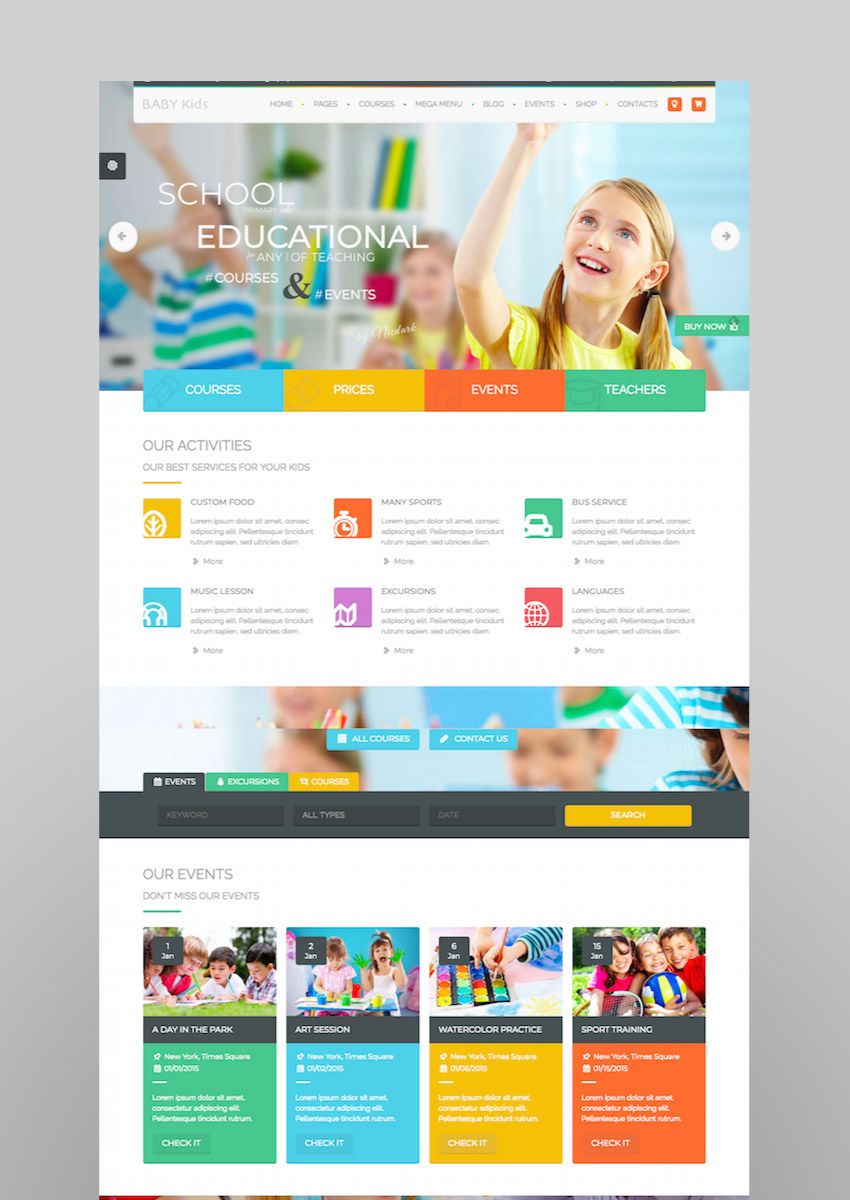 BABY Kids
HOME PAGES COURSES MEGA MENU BLOG EVENTS SHOP CONTACTS
SCHOOL
PRIMARY
EDUCATIONAL
for ANY OF TEACHING
#COURSES & #EVENTS
by Nicdark
BUY NOW
COURSES PRICES EVENTS TEACHERS
OUR ACTIVITIES
OUR BEST SERVICES FOR YOUR KIDS
CUSTOM FOOD
Lorem ipsum dolor sit amet, consec
adipiscing elit. Pellentesque tincidunt
rutrum sapien, sed ultricies diam.
More
MANY SPORTS
Lorem ipsum dolor sit amet, consec
adipiscing elit. Pellentesque tincidunt
rutrum sapien, sed ultricies diam.
More
BUS SERVICE
Lorem ipsum dolor sit amet, consec
adipiscing elit. Pellentesque tincidunt
rutrum sapien, sed ultricies diam.
More
MUSIC LESSON
Lorem ipsum dolor sit amet, consec
adipiscing elit. Pellentesque tincidunt
rutrum sapien, sed ultricies diam.
More
EXCURSIONS
Lorem ipsum dolor sit amet, consec
adipiscing elit. Pellentesque tincidunt
rutrum sapien, sed ultricies diam.
More
LANGUAGES
Lorem ipsum dolor sit amet, consec
adipiscing elit. Pellentesque tincidunt
rutrum sapien, sed ultricies diam.
More
ALL COURSES CONTACT US
EVENTS EXCURSIONS COURSES
KEYWORD ALL TYPES DATE SEARCH
OUR EVENTS
DON'T MISS OUR EVENTS
1
Jan
A DAY IN THE PARK
New York, Times Square
01/01/2015
Lorem ipsum dolor sit amet,
consectetur adipiscing elit.
Pellentesque tincidunt rutrum.
CHECK IT
2
Jan
ART SESSION
New York, Times Square
01/02/2015
Lorem ipsum dolor sit amet,
consectetur adipiscing elit.
Pellentesque tincidunt rutrum.
CHECK IT
6
Jan
WATERCOLOR PRACTICE
New York, Times Square
01/06/2015
Lorem ipsum dolor sit amet,
consectetur adipiscing elit.
Pellentesque tincidunt rutrum.
CHECK IT
15
Jan
SPORT TRAINING
New York, Times Square
01/15/2015
Lorem ipsum dolor sit amet,
consectetur adipiscing elit.
Pellentesque tincidunt rutrum.
CHECK IT